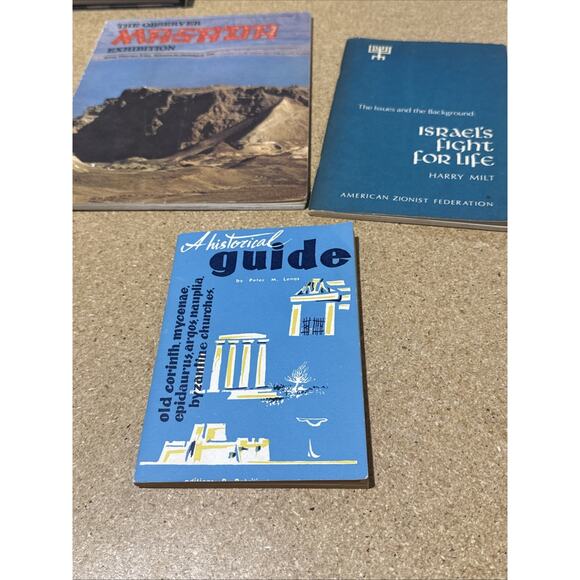 THE OBSERVER
MASADA
EXHIBITION
The Issues and the Background:
ISRAEL'S
FIGHT
FOR LIFE
HARRY MILT
AMERICAN ZIONIST FEDERATION
A historical
guide
by Peter M. Lenas
old corinth, mycenae,
epidaurus, argos, nauplia,
byzantine churches.